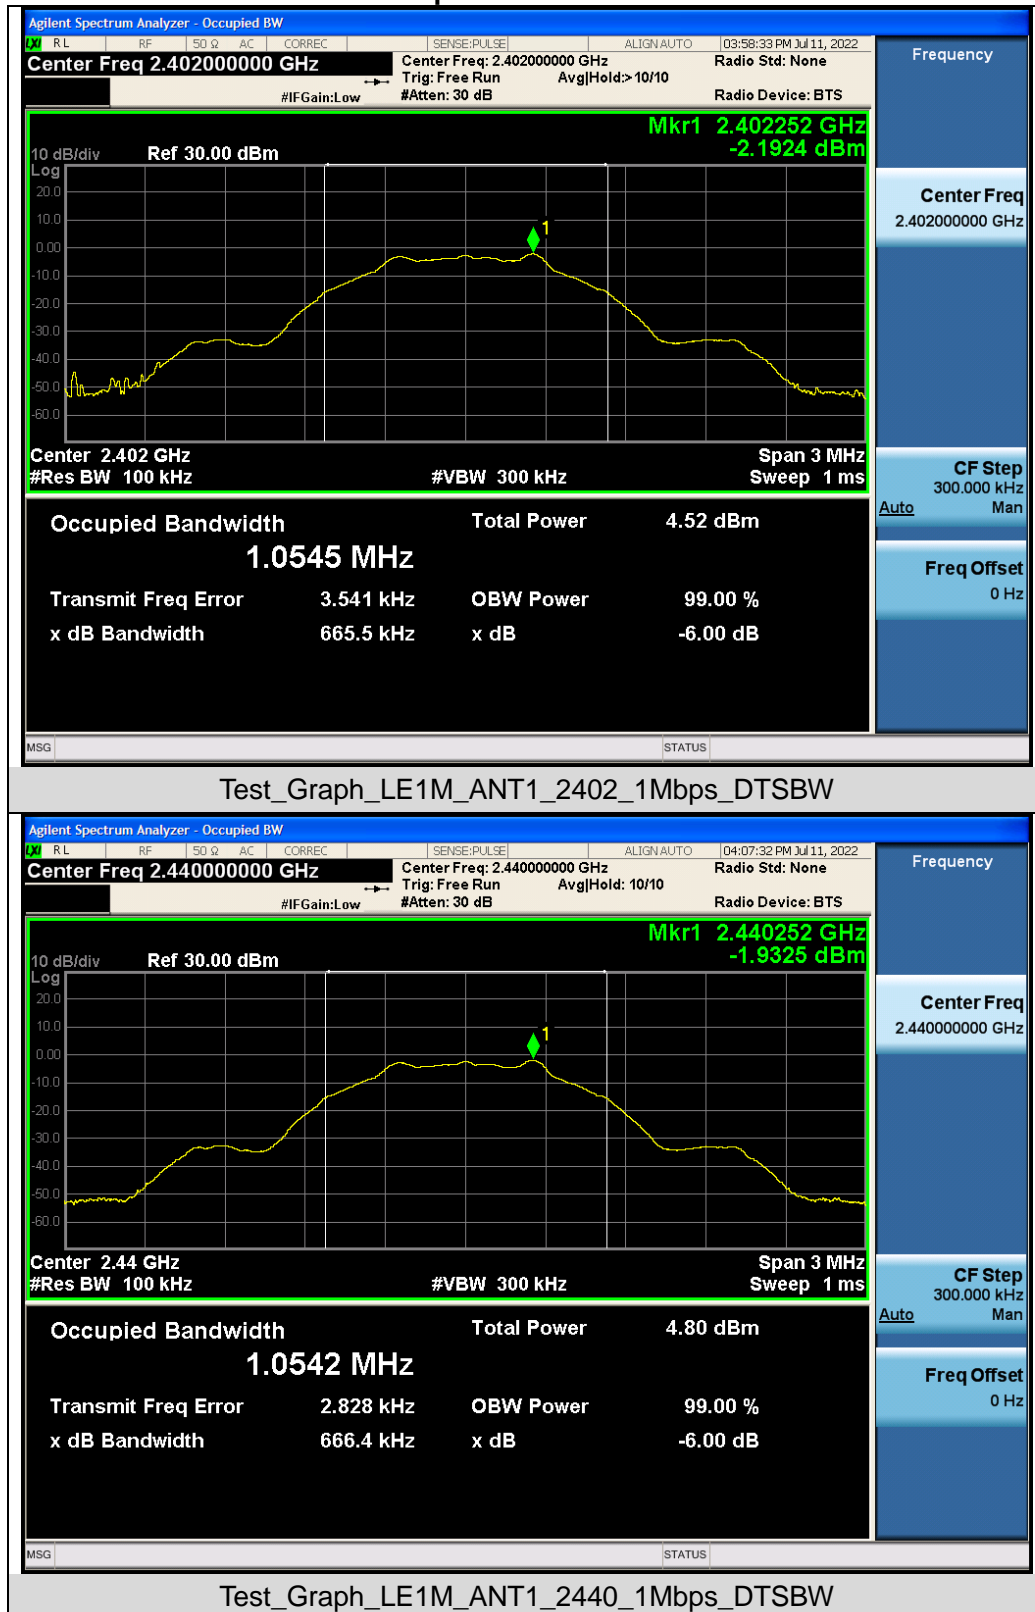 Agilent Spectrum Analyzer - Occupied BW
LXI RL RF 50 Ω AC CORREC SENSE:PULSE ALIGN AUTO 03:58:33 PM Jul 11, 2022
Center Freq 2.402000000 GHz Center Freq: 2.402000000 GHz Radio Std: None
Trig: Free Run Avg|Hold:> 10/10
#IFGain:Low #Atten: 30 dB Radio Device: BTS
Mkr1 2.402252 GHz
10 dB/div Ref 30.00 dBm -2.1924 dBm
Log
20.0
10.0
1
0.00
-10.0
-20.0
-30.0
-40.0
-50.0
-60.0
Center 2.402 GHz Span 3 MHz
#Res BW 100 kHz #VBW 300 kHz Sweep 1 ms
Occupied Bandwidth Total Power 4.52 dBm
1.0545 MHz
Transmit Freq Error 3.541 kHz OBW Power 99.00 %
x dB Bandwidth 665.5 kHz x dB -6.00 dB
MSG STATUS
Frequency
Center Freq
2.402000000 GHz
CF Step
300.000 kHz
Auto Man
Freq Offset
0 Hz
Test_Graph_LE1M_ANT1_2402_1Mbps_DTSBW
Agilent Spectrum Analyzer - Occupied BW
LXI RL RF 50 Ω AC CORREC SENSE:PULSE ALIGN AUTO 04:07:32 PM Jul 11, 2022
Center Freq 2.440000000 GHz Center Freq: 2.440000000 GHz Radio Std: None
Trig: Free Run Avg|Hold: 10/10
#IFGain:Low #Atten: 30 dB Radio Device: BTS
Mkr1 2.440252 GHz
10 dB/div Ref 30.00 dBm -1.9325 dBm
Log
20.0
10.0
1
0.00
-10.0
-20.0
-30.0
-40.0
-50.0
-60.0
Center 2.44 GHz Span 3 MHz
#Res BW 100 kHz #VBW 300 kHz Sweep 1 ms
Occupied Bandwidth Total Power 4.80 dBm
1.0542 MHz
Transmit Freq Error 2.828 kHz OBW Power 99.00 %
x dB Bandwidth 666.4 kHz x dB -6.00 dB
MSG STATUS
Frequency
Center Freq
2.440000000 GHz
CF Step
300.000 kHz
Auto Man
Freq Offset
0 Hz
Test_Graph_LE1M_ANT1_2440_1Mbps_DTSBW